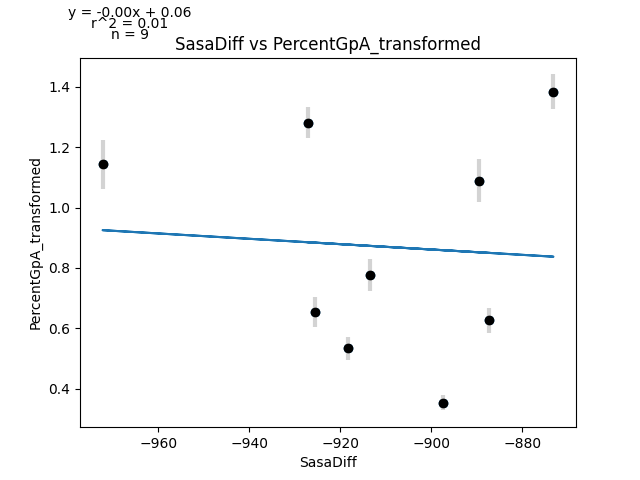 y = -0.00x + 0.06
r^2 = 0.01
n = 9
SasaDiff vs PercentGpA_transformed
1.4
1.2
1.0
0.8
0.6
0.4
PercentGpA_transformed
−960
−940
−920
−900
−880
SasaDiff